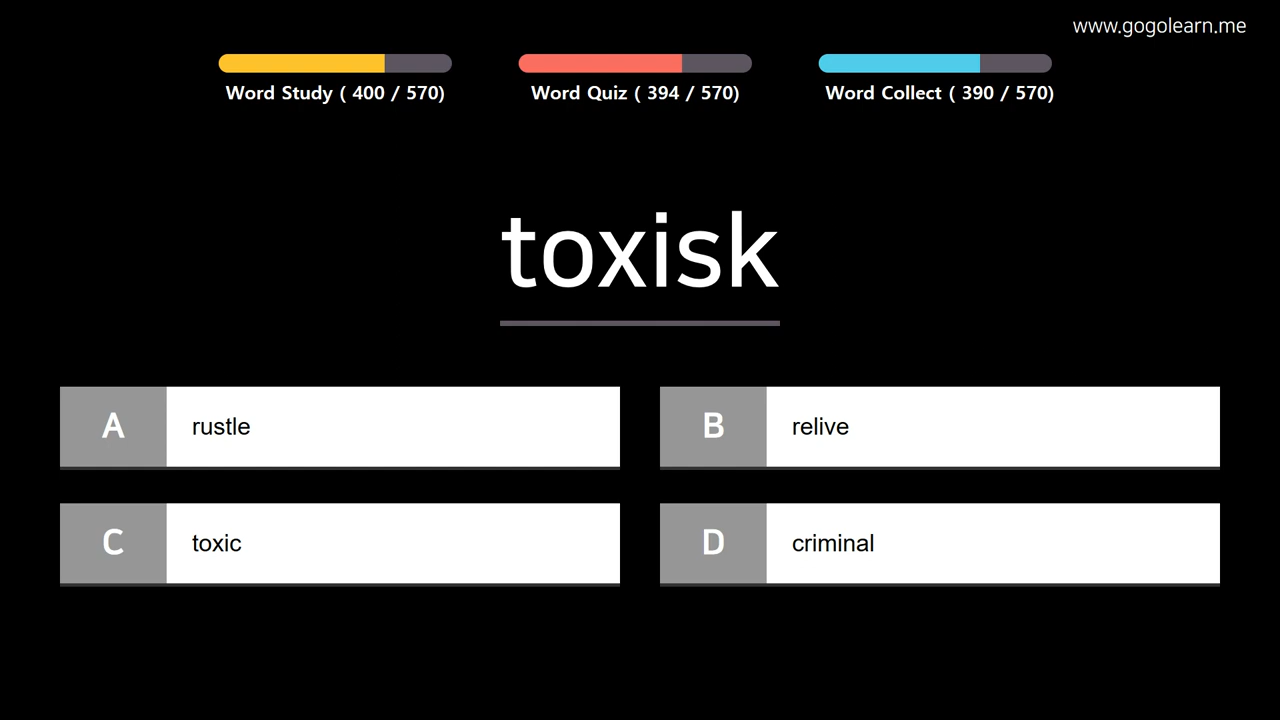 www.gogolearn.me
Word Study ( 400 / 570)
Word Quiz ( 394 / 570)
Word Collect ( 390 / 570)
toxisk
A rustle
B relive
C toxic
D criminal